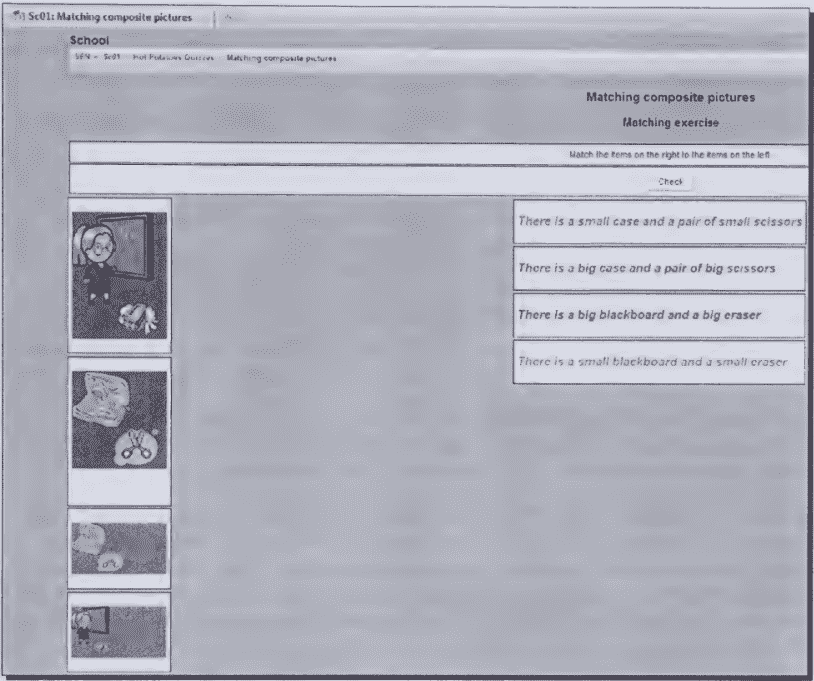 Sc01: Matching composite pictures
School
Sc01 Hot Potatoes Quizzes Matching composite pictures
Matching composite pictures
Matching exercise
Match the items on the right to the items on the left
Check
There is a small case and a pair of small scissors
There is a big case and a pair of big scissors
There is a big blackboard and a big eraser
There is a small blackboard and a small eraser